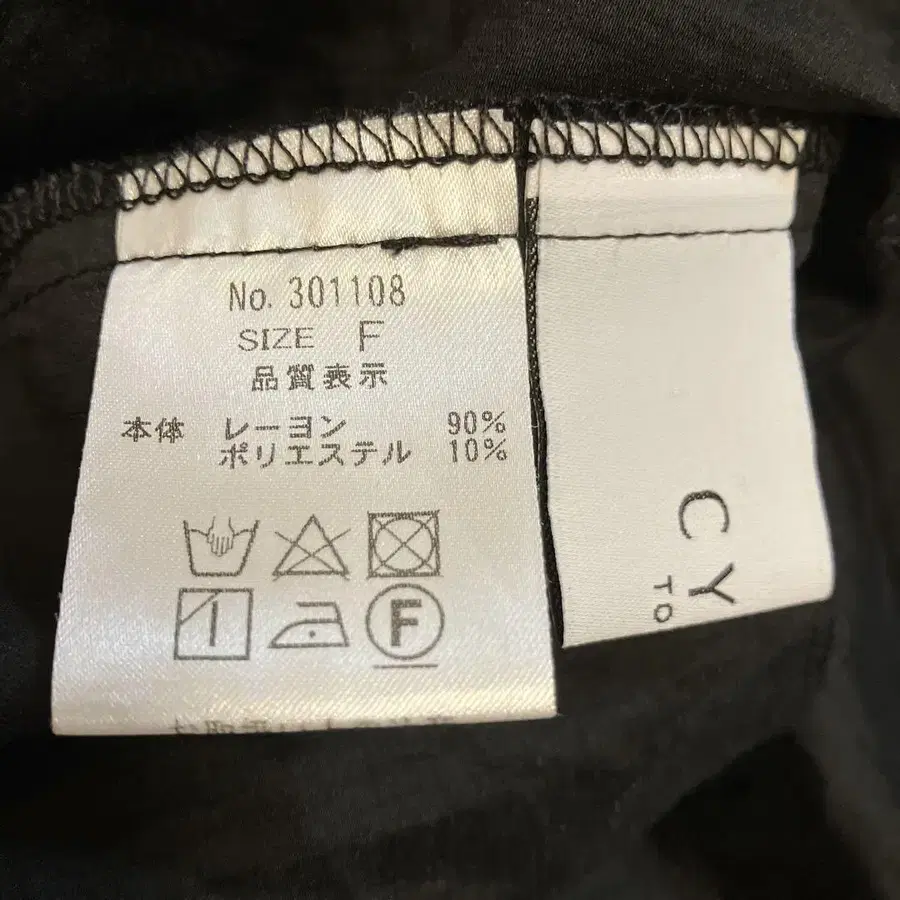 No. 301108
SIZE F
品質表示
本体 レーヨン 90%
ポリエステル 10%
F
CY
TO